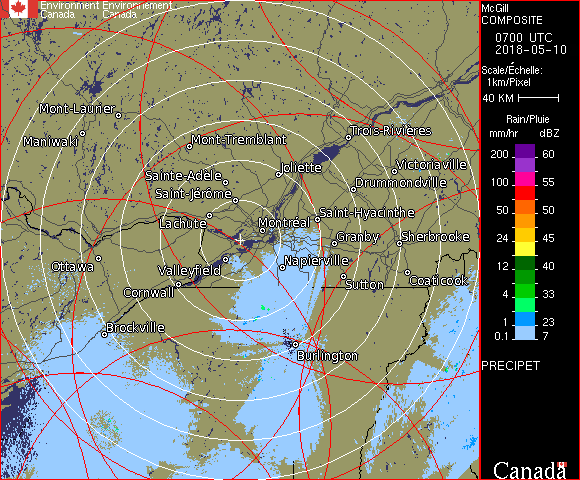 Environment Environnement
Canada Canada
McGill
COMPOSITE
0700 UTC
2018-05-10
Scale/Échelle:
1km/Pixel
40 KM
Rain/Pluie
mm/hr dBZ
200 60
100 55
50 50
24 45
12 40
4 33
1 23
0.1 7
PRECIPET
Canada
Mont-Laurier
Maniwaki
Mont-Tremblant
Trois-Rivières
Joliette
Victoriaville
Sainte-Adèle
Drummondville
Saint-Jérôme
Saint-Hyacinthe
Lachute
Montréal
Granby
Sherbrooke
Ottawa
Valleyfield
Napierville
Cornwall
Sutton
Coaticook
Brockville
Burlington